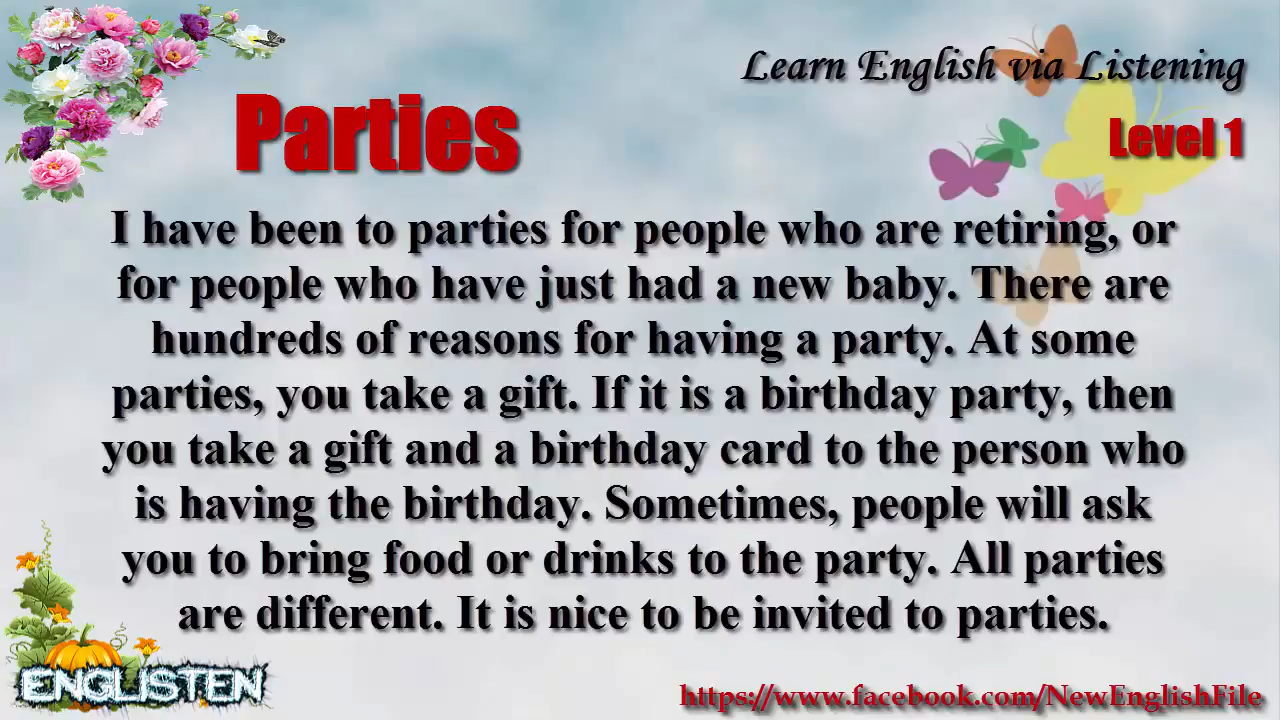 Learn English via Listening
Parties
Level 1
I have been to parties for people who are retiring, or
for people who have just had a new baby. There are
hundreds of reasons for having a party. At some
parties, you take a gift. If it is a birthday party, then
you take a gift and a birthday card to the person who
is having the birthday. Sometimes, people will ask
you to bring food or drinks to the party. All parties
are different. It is nice to be invited to parties.
ENGLISTEN
https://www.facebook.com/NewEnglishFile